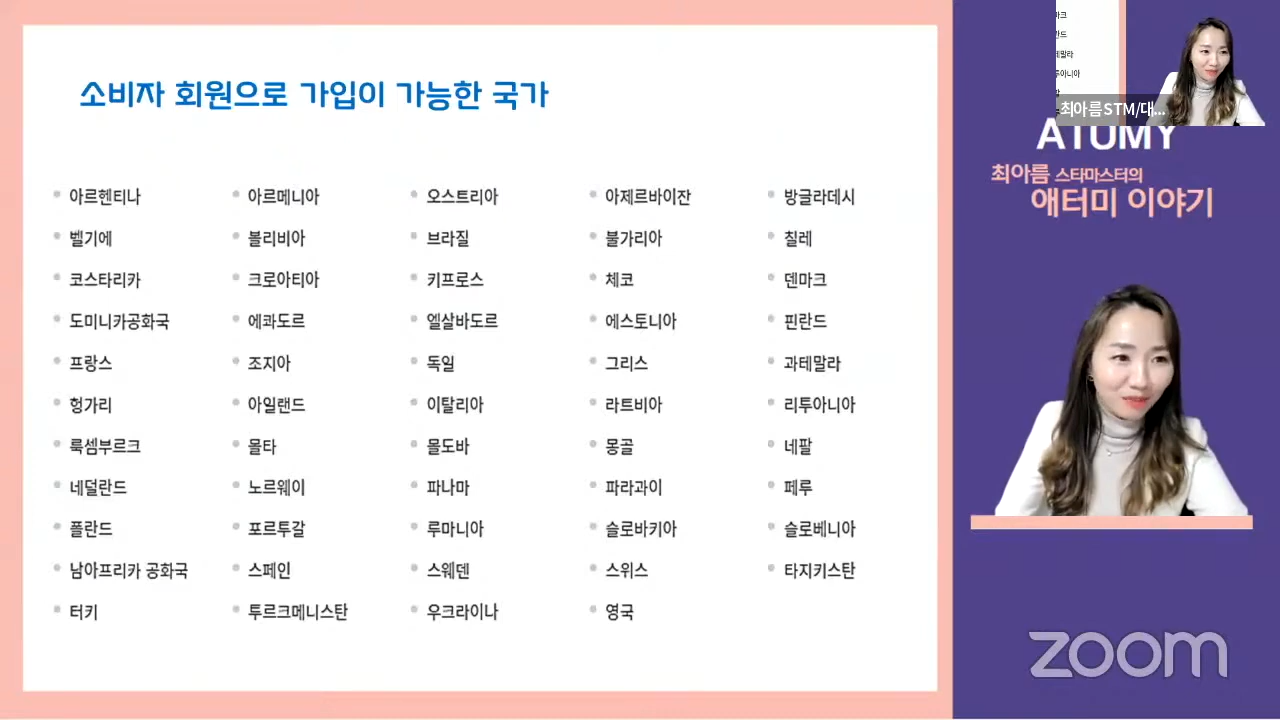 소비자 회원으로 가입이 가능한 국가
아르헨티나 아르메니아 오스트리아 아제르바이잔 방글라데시
벨기에 볼리비아 브라질 불가리아 칠레
코스타리카 크로아티아 키프로스 체코 덴마크
도미니카공화국 에콰도르 엘살바도르 에스토니아 핀란드
프랑스 조지아 독일 그리스 과테말라
헝가리 아일랜드 이탈리아 라트비아 리투아니아
룩셈부르크 몰타 몰도바 몽골 네팔
네덜란드 노르웨이 파나마 파라과이 페루
폴란드 포르투갈 루마니아 슬로바키아 슬로베니아
남아프리카 공화국 스페인 스웨덴 스위스 타지키스탄
터키 투르크메니스탄 우크라이나 영국
최아름STM/대...
ATOMY
최아름 스타마스터의
애터미 이야기
zoom